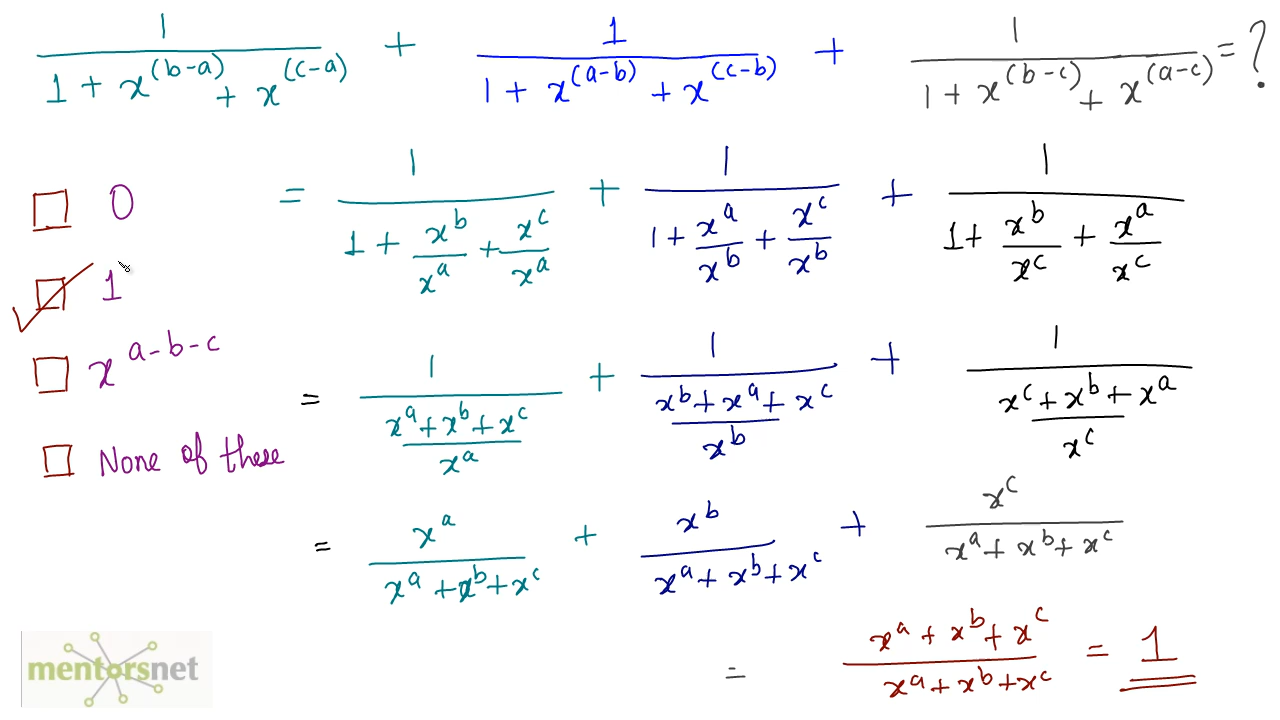 1/(1 + x^(b-a) + x^(c-a)) + 1/(1 + x^(a-b) + x^(c-b)) + 1/(1 + x^(b-c) + x^(a-c)) = ?
0
1
x^(a-b-c)
None of these
= 1/(1 + x^b/x^a + x^c/x^a) + 1/(1 + x^a/x^b + x^c/x^b) + 1/(1 + x^b/x^c + x^a/x^c)
= 1/((x^a + x^b + x^c)/x^a) + 1/((x^b + x^a + x^c)/x^b) + 1/((x^c + x^b + x^a)/x^c)
= x^a/(x^a + x^b + x^c) + x^b/(x^a + x^b + x^c) + x^c/(x^a + x^b + x^c)
= (x^a + x^b + x^c)/(x^a + x^b + x^c) = 1
mentorsnet